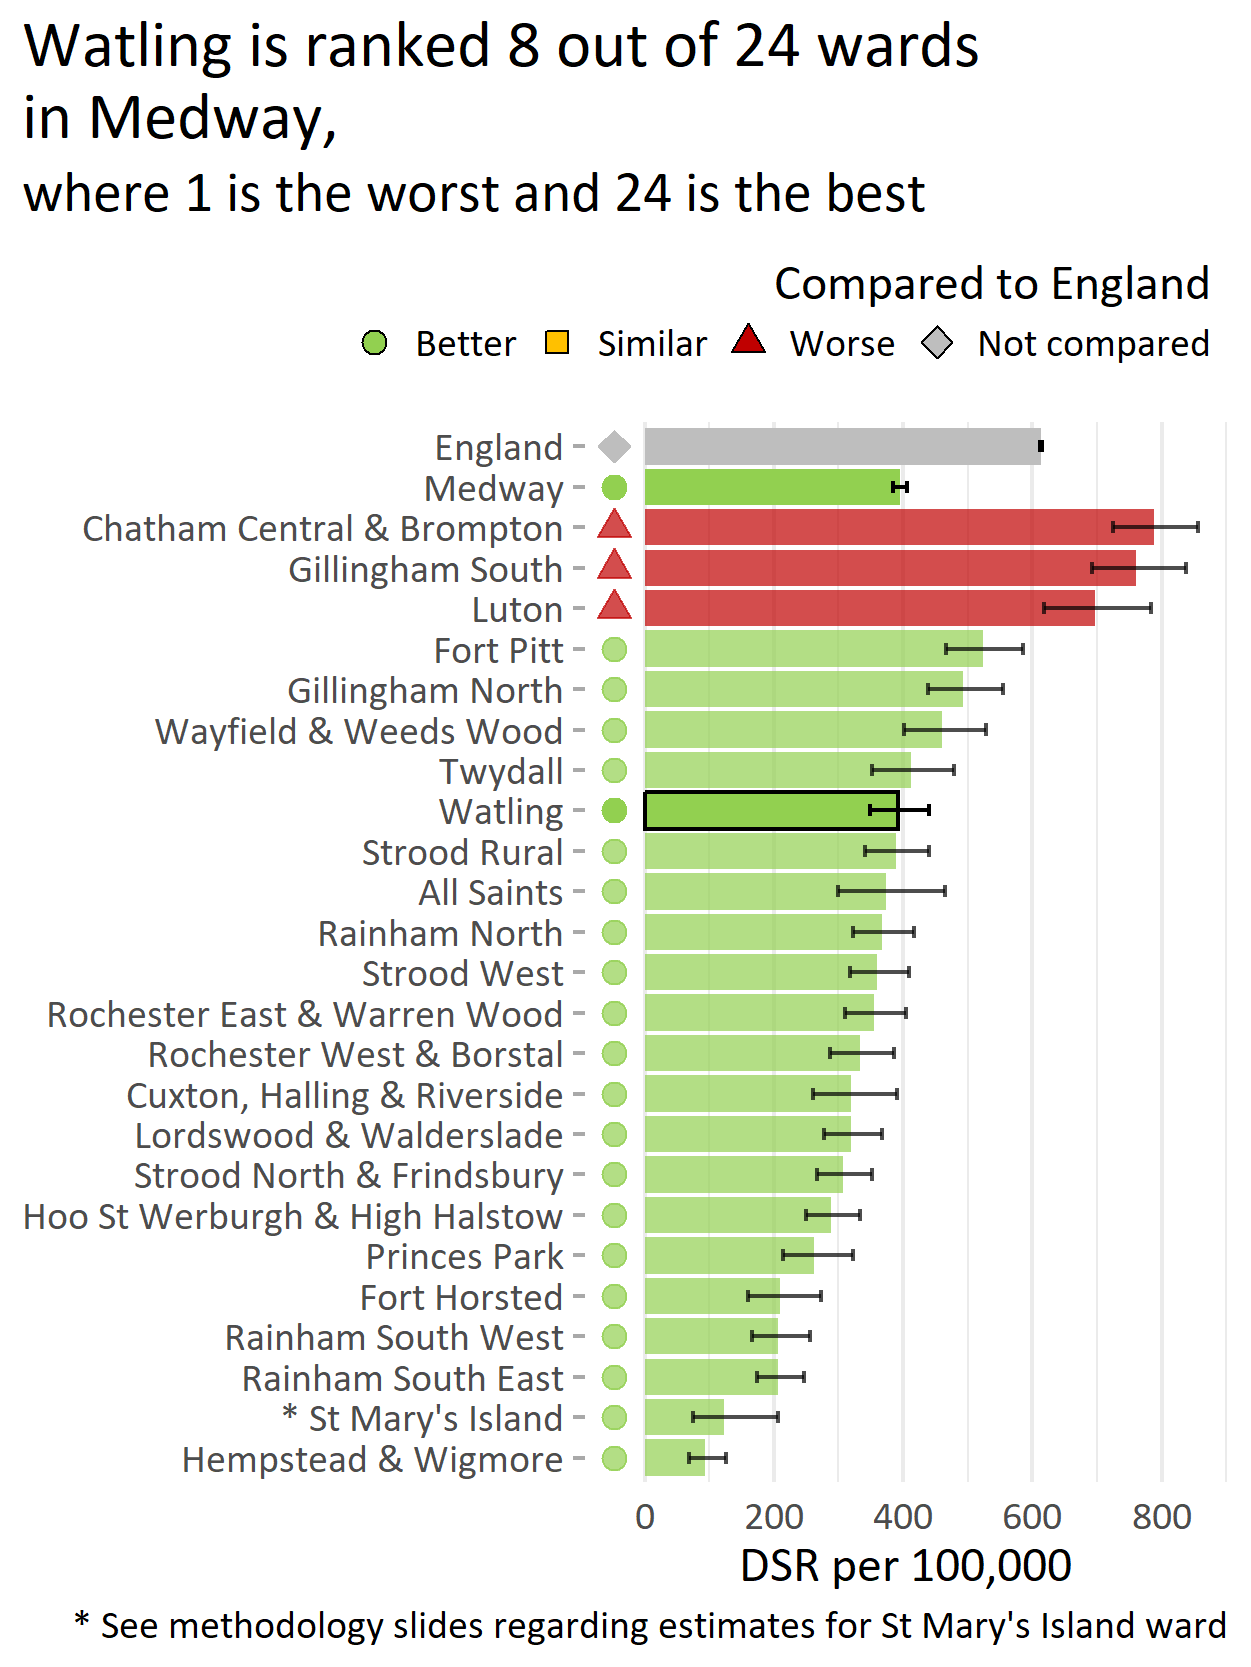 Watling is ranked 8 out of 24 wards
in Medway,
where 1 is the worst and 24 is the best
Compared to England
Better Similar Worse Not compared
England
Medway
Chatham Central & Brompton
Gillingham South
Luton
Fort Pitt
Gillingham North
Wayfield & Weeds Wood
Twydall
Watling
Strood Rural
All Saints
Rainham North
Strood West
Rochester East & Warren Wood
Rochester West & Borstal
Cuxton, Halling & Riverside
Lordswood & Walderslade
Strood North & Frindsbury
Hoo St Werburgh & High Halstow
Princes Park
Fort Horsted
Rainham South West
Rainham South East
* St Mary's Island
Hempstead & Wigmore
0 200 400 600 800
DSR per 100,000
* See methodology slides regarding estimates for St Mary's Island ward